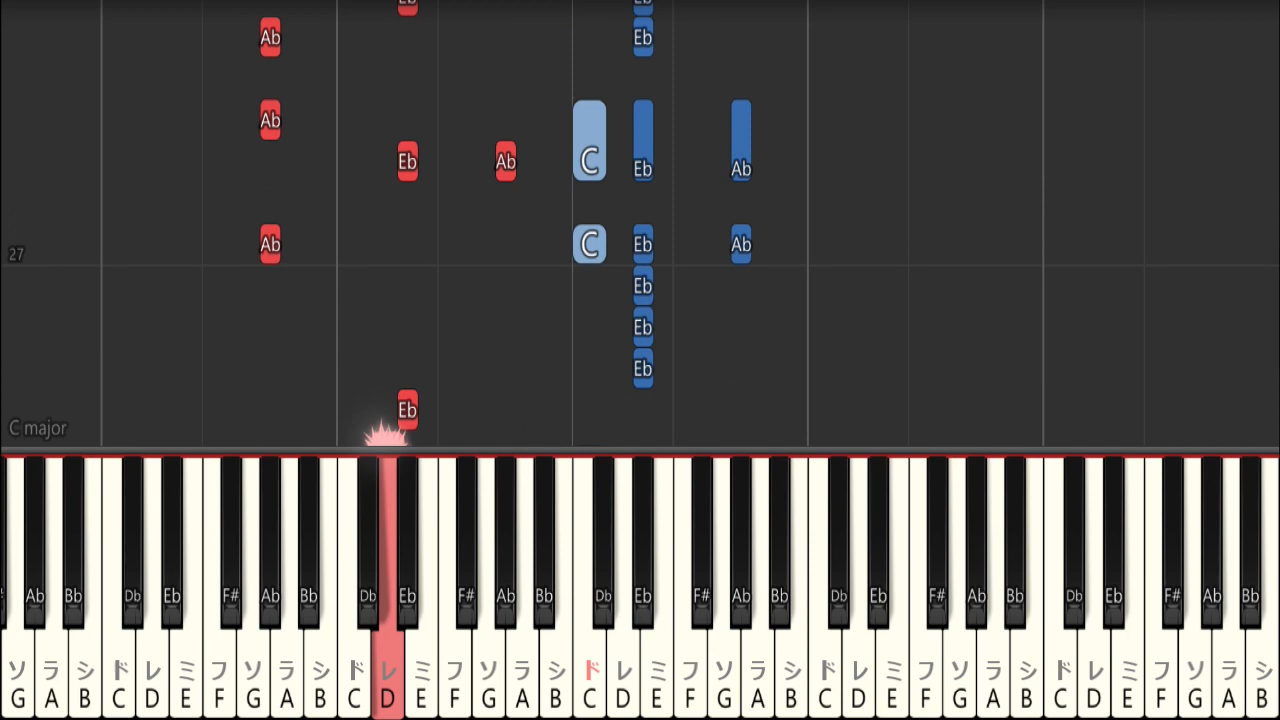 Eb Eb
Ab Eb
Ab
Eb Ab C Eb Ab
27 Ab C Eb Ab
Eb
Eb
Eb
Eb
C major
Ab Bb Db Eb F# Ab Bb Db Eb F# Ab Bb Db Eb F# Ab Bb Db Eb F# Ab Bb Db Eb F# Ab Bb
ソ ラ シ ド レ ミ フ ソ ラ シ ド レ ミ フ ソ ラ シ ド レ ミ フ ソ ラ シ ド レ ミ フ ソ ラ シ ド レ ミ フ ソ ラ シ
G A B C D E F G A B C D E F G A B C D E F G A B C D E F G A B C D E F G A B